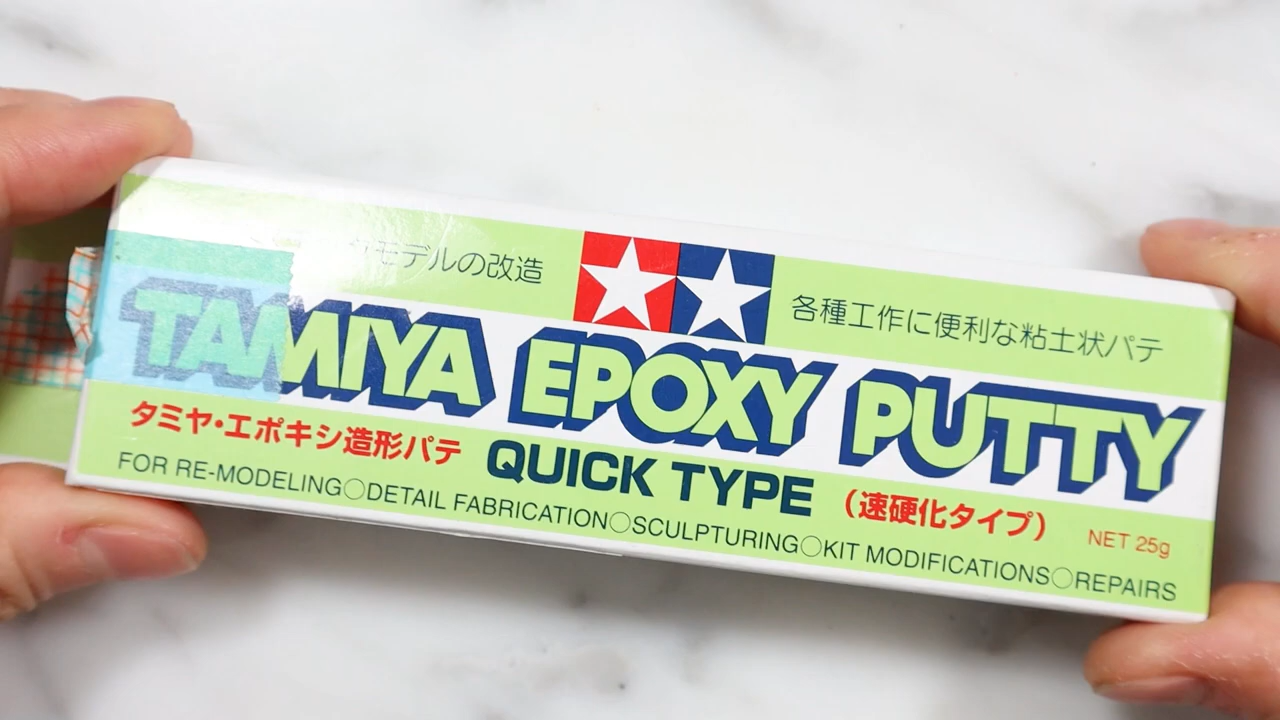 モデルの改造
各種工作に便利な粘土状パテ
TAMIYA EPOXY PUTTY
タミヤ・エポキシ造形パテ QUICK TYPE (速硬化タイプ)
NET 25g
FOR RE-MODELING○DETAIL FABRICATION○SCULPTURING○KIT MODIFICATIONS○REPAIRS